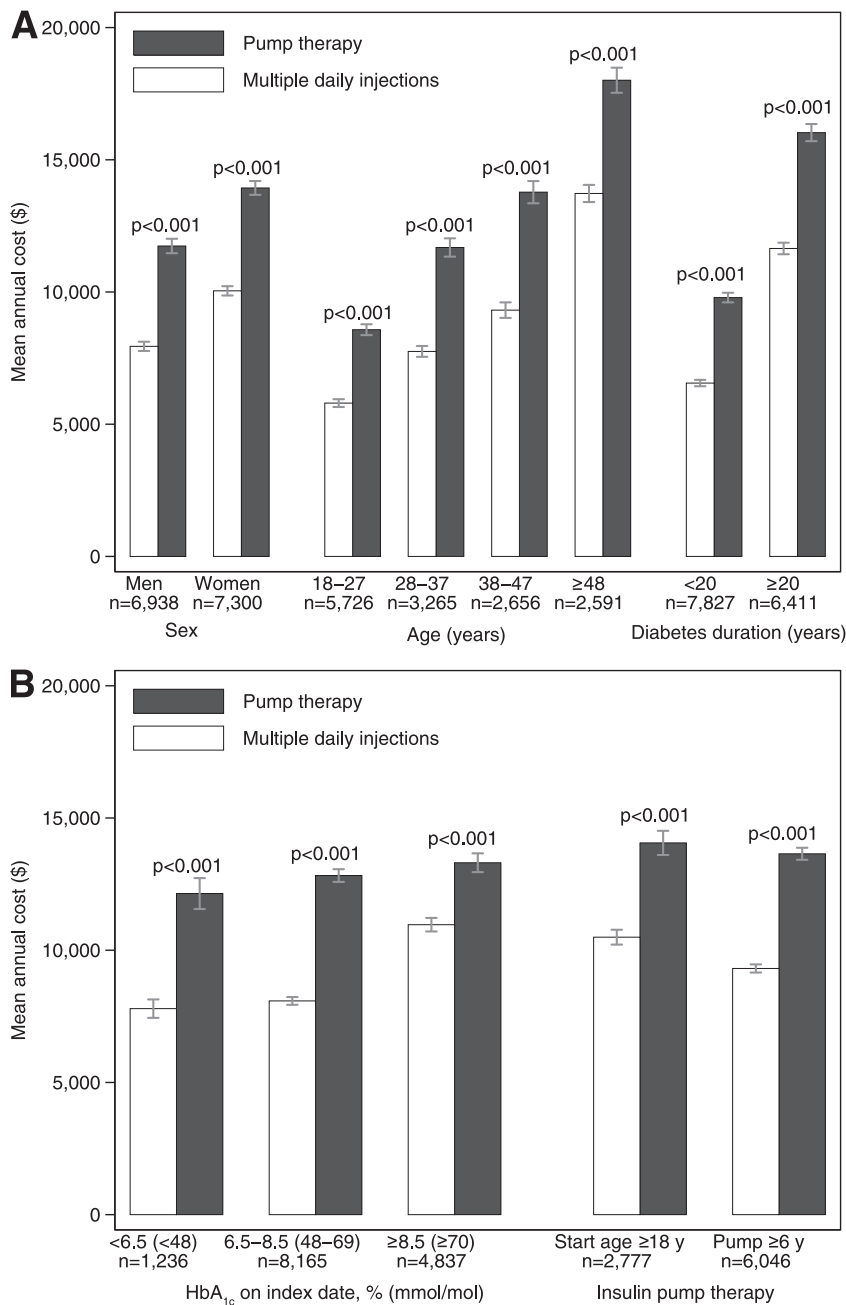 A
20,000
Pump therapy
Multiple daily injections
p<0.001
p<0.001
p<0.001
p<0.001
p<0.001
p<0.001
p<0.001
p<0.001
15,000
10,000
5,000
0
Mean annual cost ($)
Men Women 18–27 28–37 38–47 ≥48 <20 ≥20
n=6,938 n=7,300 n=5,726 n=3,265 n=2,656 n=2,591 n=7,827 n=6,411
Sex Age (years) Diabetes duration (years)
B
20,000
Pump therapy
Multiple daily injections
15,000
p<0.001
p<0.001
p<0.001
p<0.001
p<0.001
10,000
5,000
0
Mean annual cost ($)
<6.5 (<48) 6.5–8.5 (48–69) ≥8.5 (≥70) Start age ≥18 y Pump ≥6 y
n=1,236 n=8,165 n=4,837 n=2,777 n=6,046
HbA1c on index date, % (mmol/mol) Insulin pump therapy